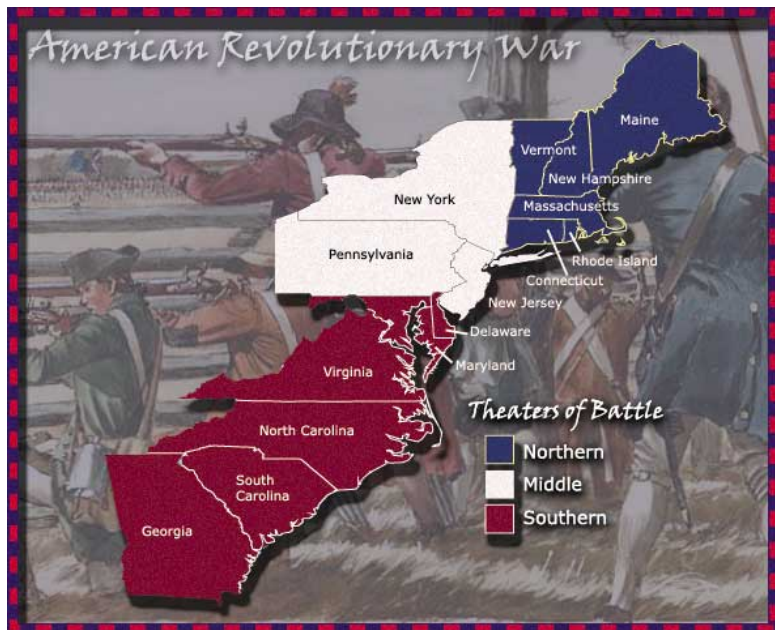 American Revolutionary War
Maine
Vermont
New Hampshire
Massachusetts
New York
Rhode Island
Connecticut
Pennsylvania
New Jersey
Delaware
Maryland
Virginia
North Carolina
South
Carolina
Georgia
Theaters of Battle
Northern
Middle
Southern